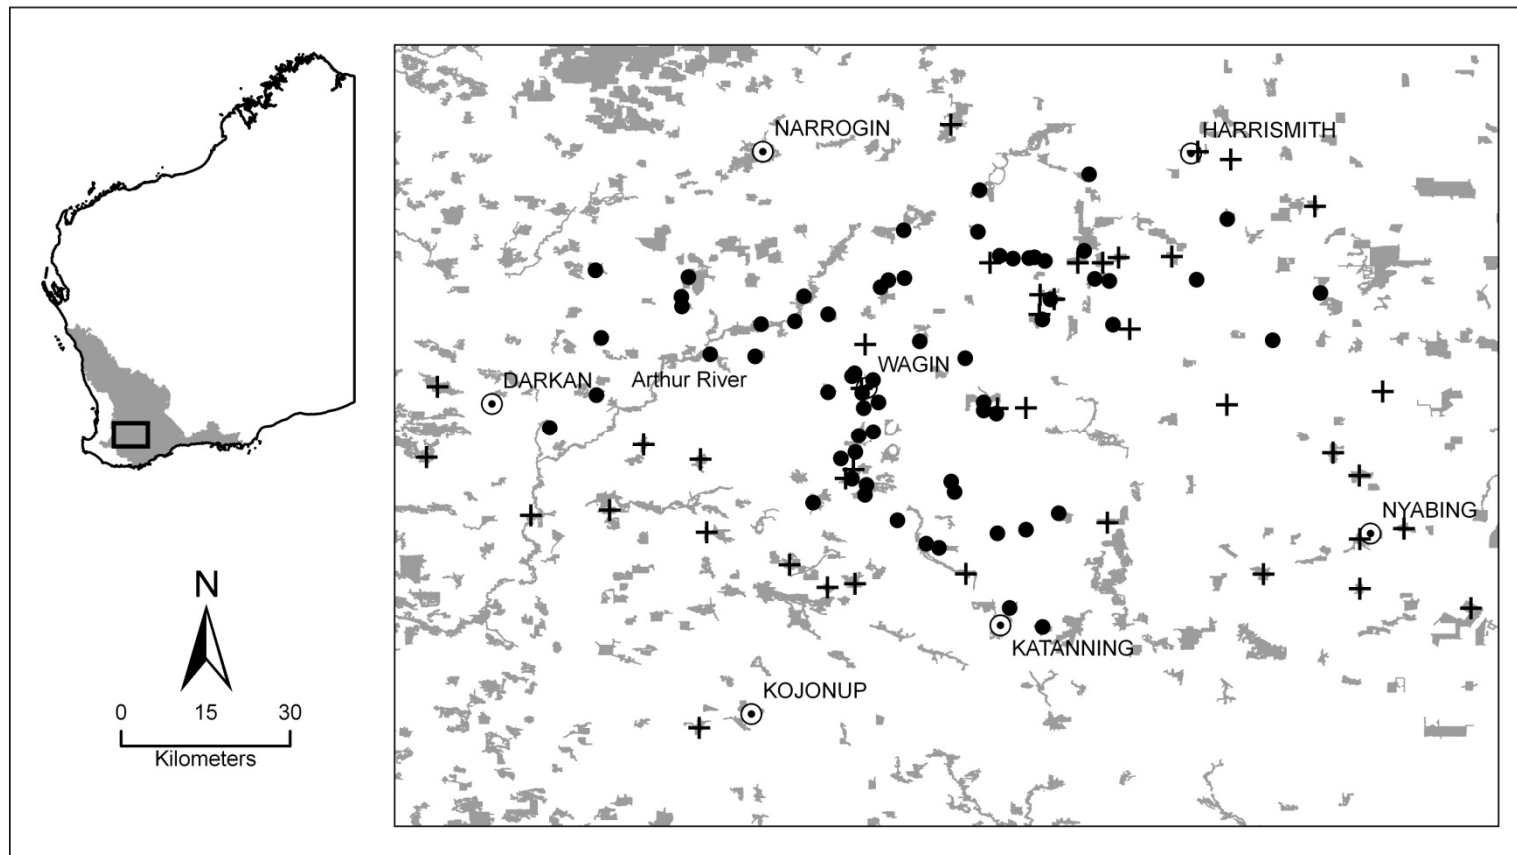 NARROGIN
HARRISMITH
WAGIN
DARKAN
Arthur River
NYABING
KATANNING
KOJONUP
N
0 15 30
Kilometers